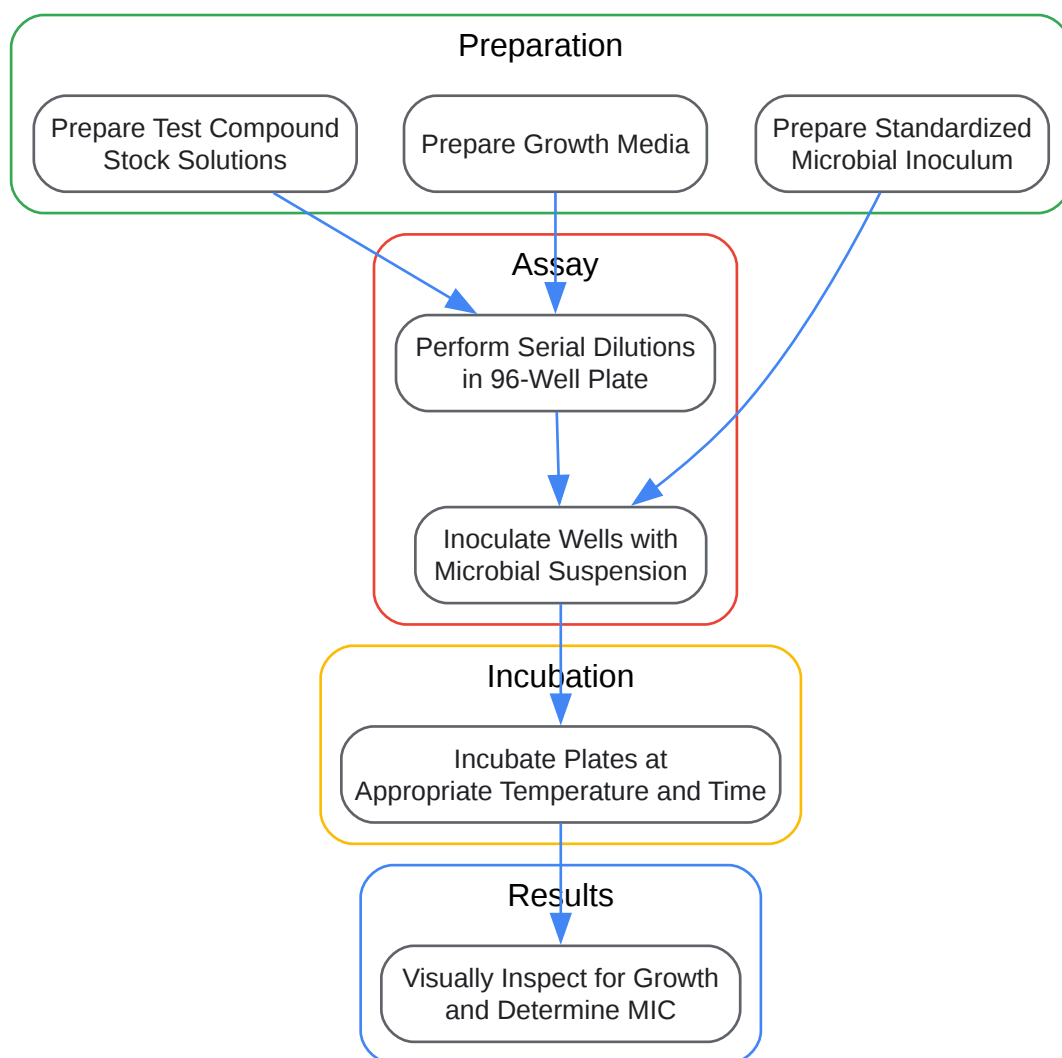 Preparation
Prepare Test Compound
Stock Solutions
Prepare Growth Media
Prepare Standardized
Microbial Inoculum
Assay
Perform Serial Dilutions
in 96-Well Plate
Inoculate Wells with
Microbial Suspension
Incubation
Incubate Plates at
Appropriate Temperature and Time
Results
Visually Inspect for Growth
and Determine MIC